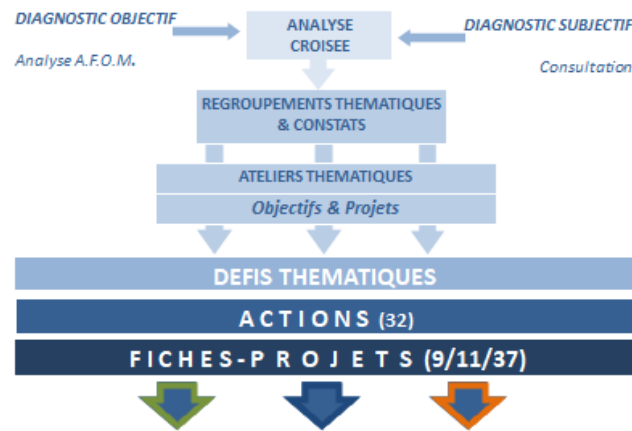 DIAGNOSTIC OBJECTIF
Analyse A.F.O.M.
ANALYSE
CROISEE
DIAGNOSTIC SUBJECTIF
Consultation
REGROUPEMENTS THEMATIQUES
& CONSTATS
ATELIERS THEMATIQUES
Objectifs & Projets
DEFIS THEMATIQUES
ACTIONS (32)
FICHES-PROJETS (9/11/37)